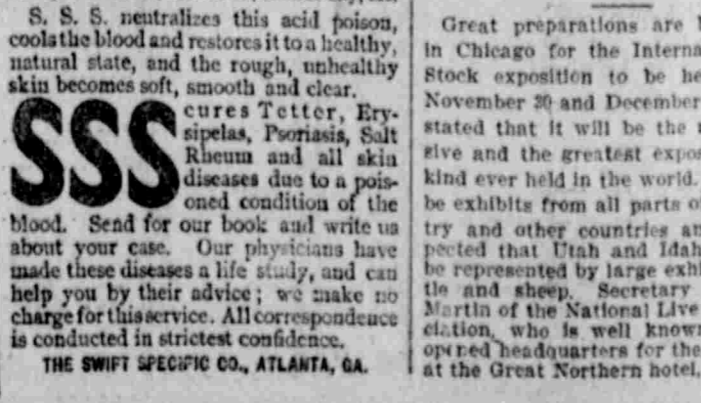 S. S. S. neutralizes this acid poison,
cools the blood and restores it to a healthy,
natural state, and the rough, unhealthy
skin becomes soft, smooth and clear.
SSS
cures Tetter, Ery-
sipelas, Psoriasis, Salt
Rheum and all skin
diseases due to a pois-
oned condition of the
blood. Send for our book and write us
about your case. Our physicians have
made these diseases a life study, and can
help you by their advice; we make no
charge for this service. All correspondence
is conducted in strictest confidence.
THE SWIFT SPECIFIC CO., ATLANTA, GA.
Great preparations are
in Chicago for the Interna
Stock exposition to be he
November 30 and December
stated that it will be the
sive and the greatest expos
kind ever held in the world.
be exhibits from all parts o
try and other countries an
pected that Utah and Idah
be represented by large exhi
tle and sheep. Secretary
Martin of the National Live
ciation, who is well known
opened headquarters for the
at the Great Northern hotel.